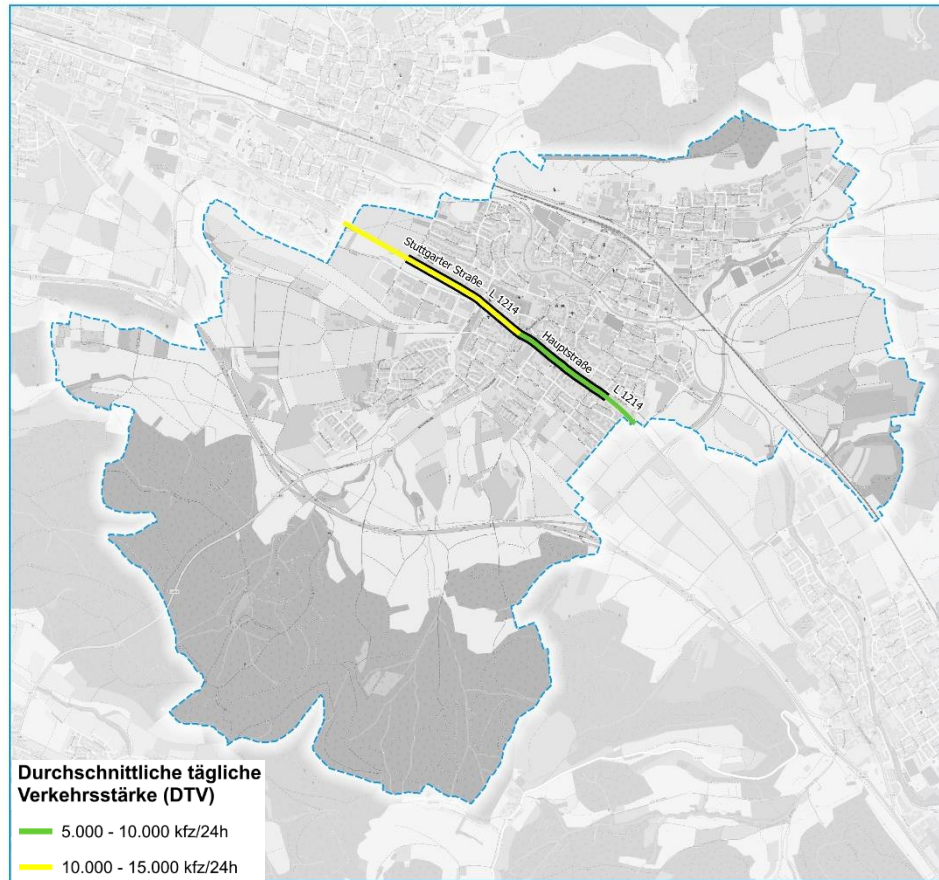 Stuttgarter Straße - L 1214
Hauptstraße
L 1214
Durchschnittliche tägliche
Verkehrsstärke (DTV)
5.000 - 10.000 kfz/24h
10.000 - 15.000 kfz/24h